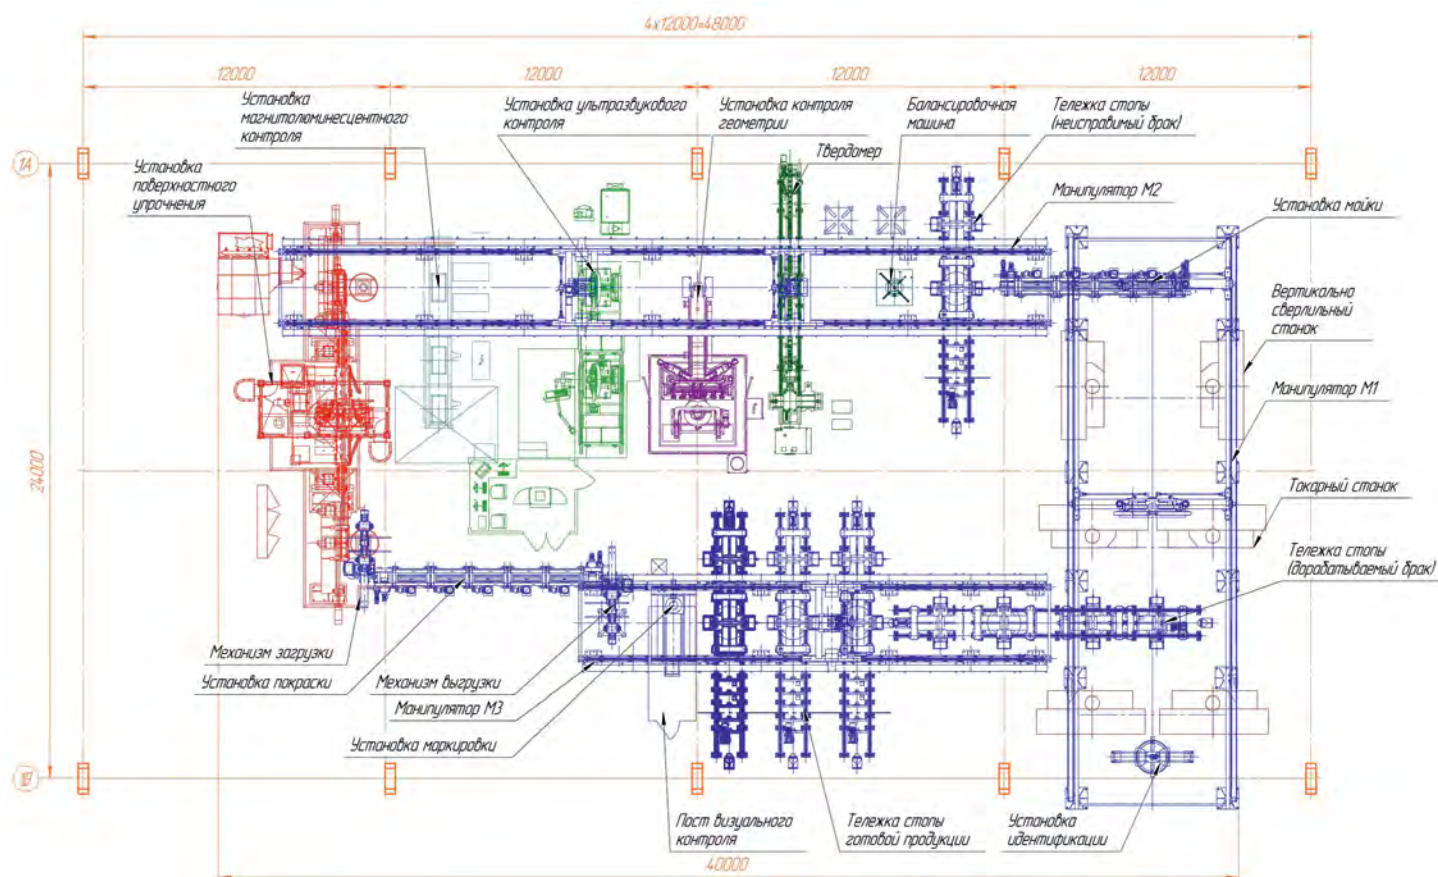 4х12000=48000
12000
12000
12000
12000
Установка
магнитолюминесцентного
контроля
Установка ультразвукового
контроля
Установка контроля
геометрии
Балансировочная
машина
Тележка стопы
(неисправимый брак)
Твердомер
1А
Установка
поверхностного
упрочнения
Манипулятор М2
Установка мойки
Вертикально
сверлильный
станок
Манипулятор М1
24000
Токарный станок
Тележка стопы
(дорабатываемый брак)
Механизм загрузки
Установка покраски
Механизм выгрузки
Манипулятор М3
Установка маркировки
Пост визуального
контроля
Тележка стопы
готовой продукции
Установка
идентификации
40000